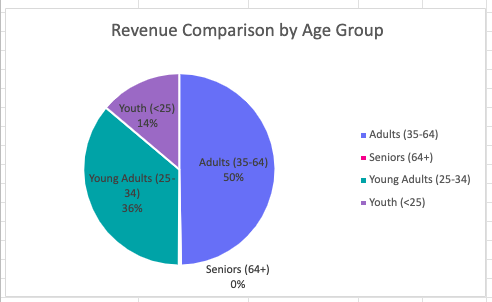 Revenue Comparison by Age Group
Youth (<25)
14%
Adults (35-64)
50%
Young Adults (25-
34)
36%
Seniors (64+)
0%
Adults (35-64)
Seniors (64+)
Young Adults (25-34)
Youth (<25)